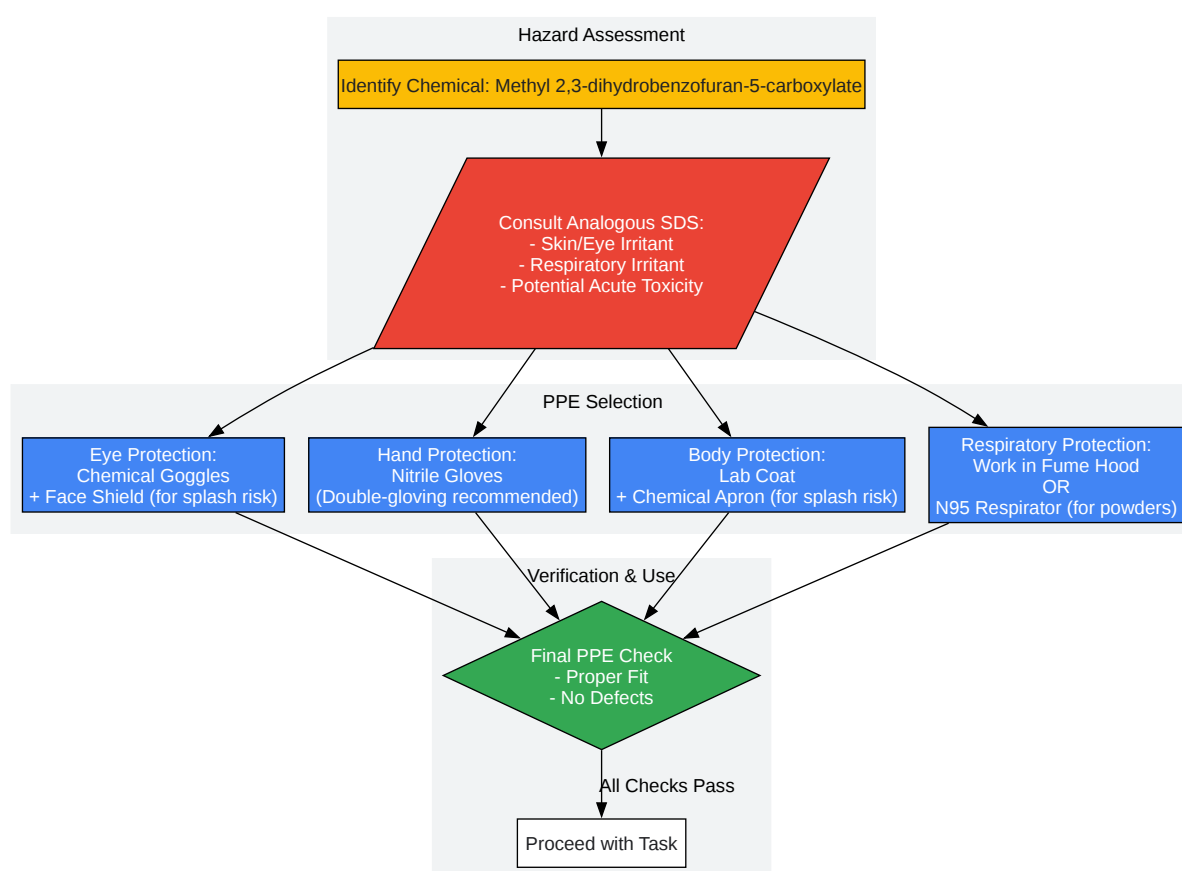 Hazard Assessment
Identify Chemical: Methyl 2,3-dihydrobenzofuran-5-carboxylate
Consult Analogous SDS:
- Skin/Eye Irritant
- Respiratory Irritant
- Potential Acute Toxicity
PPE Selection
Eye Protection:
Chemical Goggles
+ Face Shield (for splash risk)
Hand Protection:
Nitrile Gloves
(Double-gloving recommended)
Body Protection:
Lab Coat
+ Chemical Apron (for splash risk)
Respiratory Protection:
Work in Fume Hood
OR
N95 Respirator (for powders)
Verification & Use
Final PPE Check
- Proper Fit
- No Defects
All Checks Pass
Proceed with Task